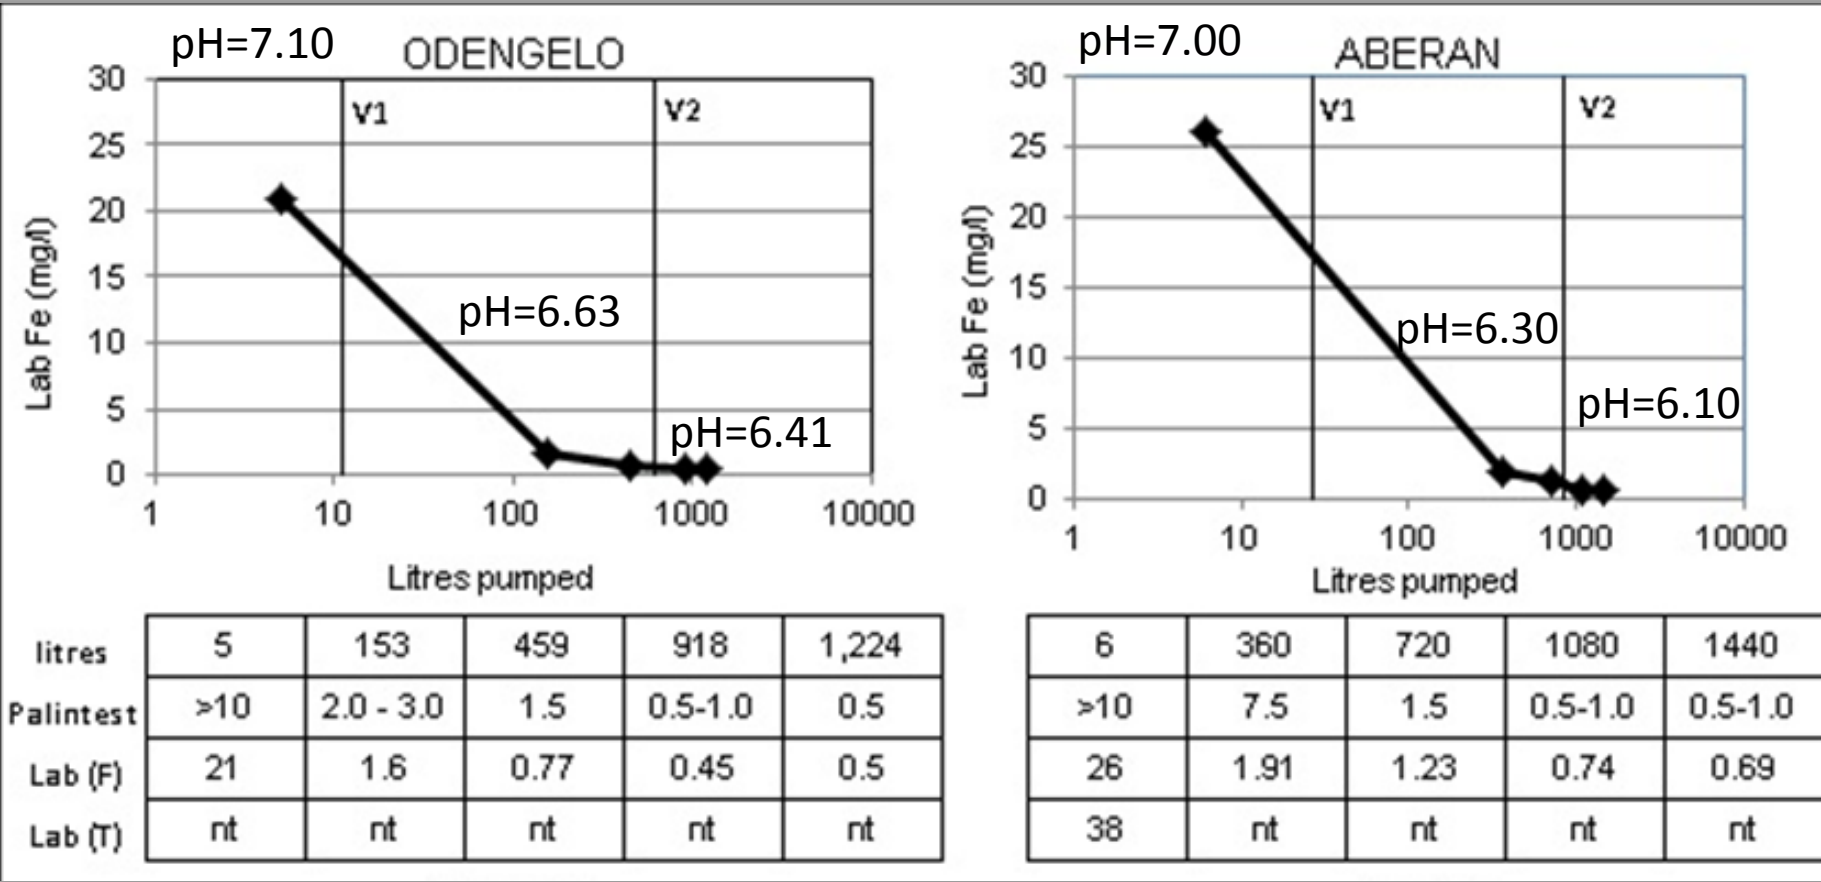 pH=7.10 ODENGELO
30
V1 V2
25
20
15
pH=6.63
10
5
pH=6.41
0
Lab Fe (mg/l)
1 10 100 1000 10000
Litres pumped
pH=7.00 ABERAN
30
V1 V2
25
20
15
pH=6.30
10
pH=6.10
5
0
Lab Fe (mg/l)
1 10 100 1000 10000
Litres pumped
litres 5 153 459 918 1,224
Palintest >10 2.0 - 3.0 1.5 0.5-1.0 0.5
Lab (F) 21 1.6 0.77 0.45 0.5
Lab (T) nt nt nt nt nt
6 360 720 1080 1440
>10 7.5 1.5 0.5-1.0 0.5-1.0
26 1.91 1.23 0.74 0.69
38 nt nt nt nt